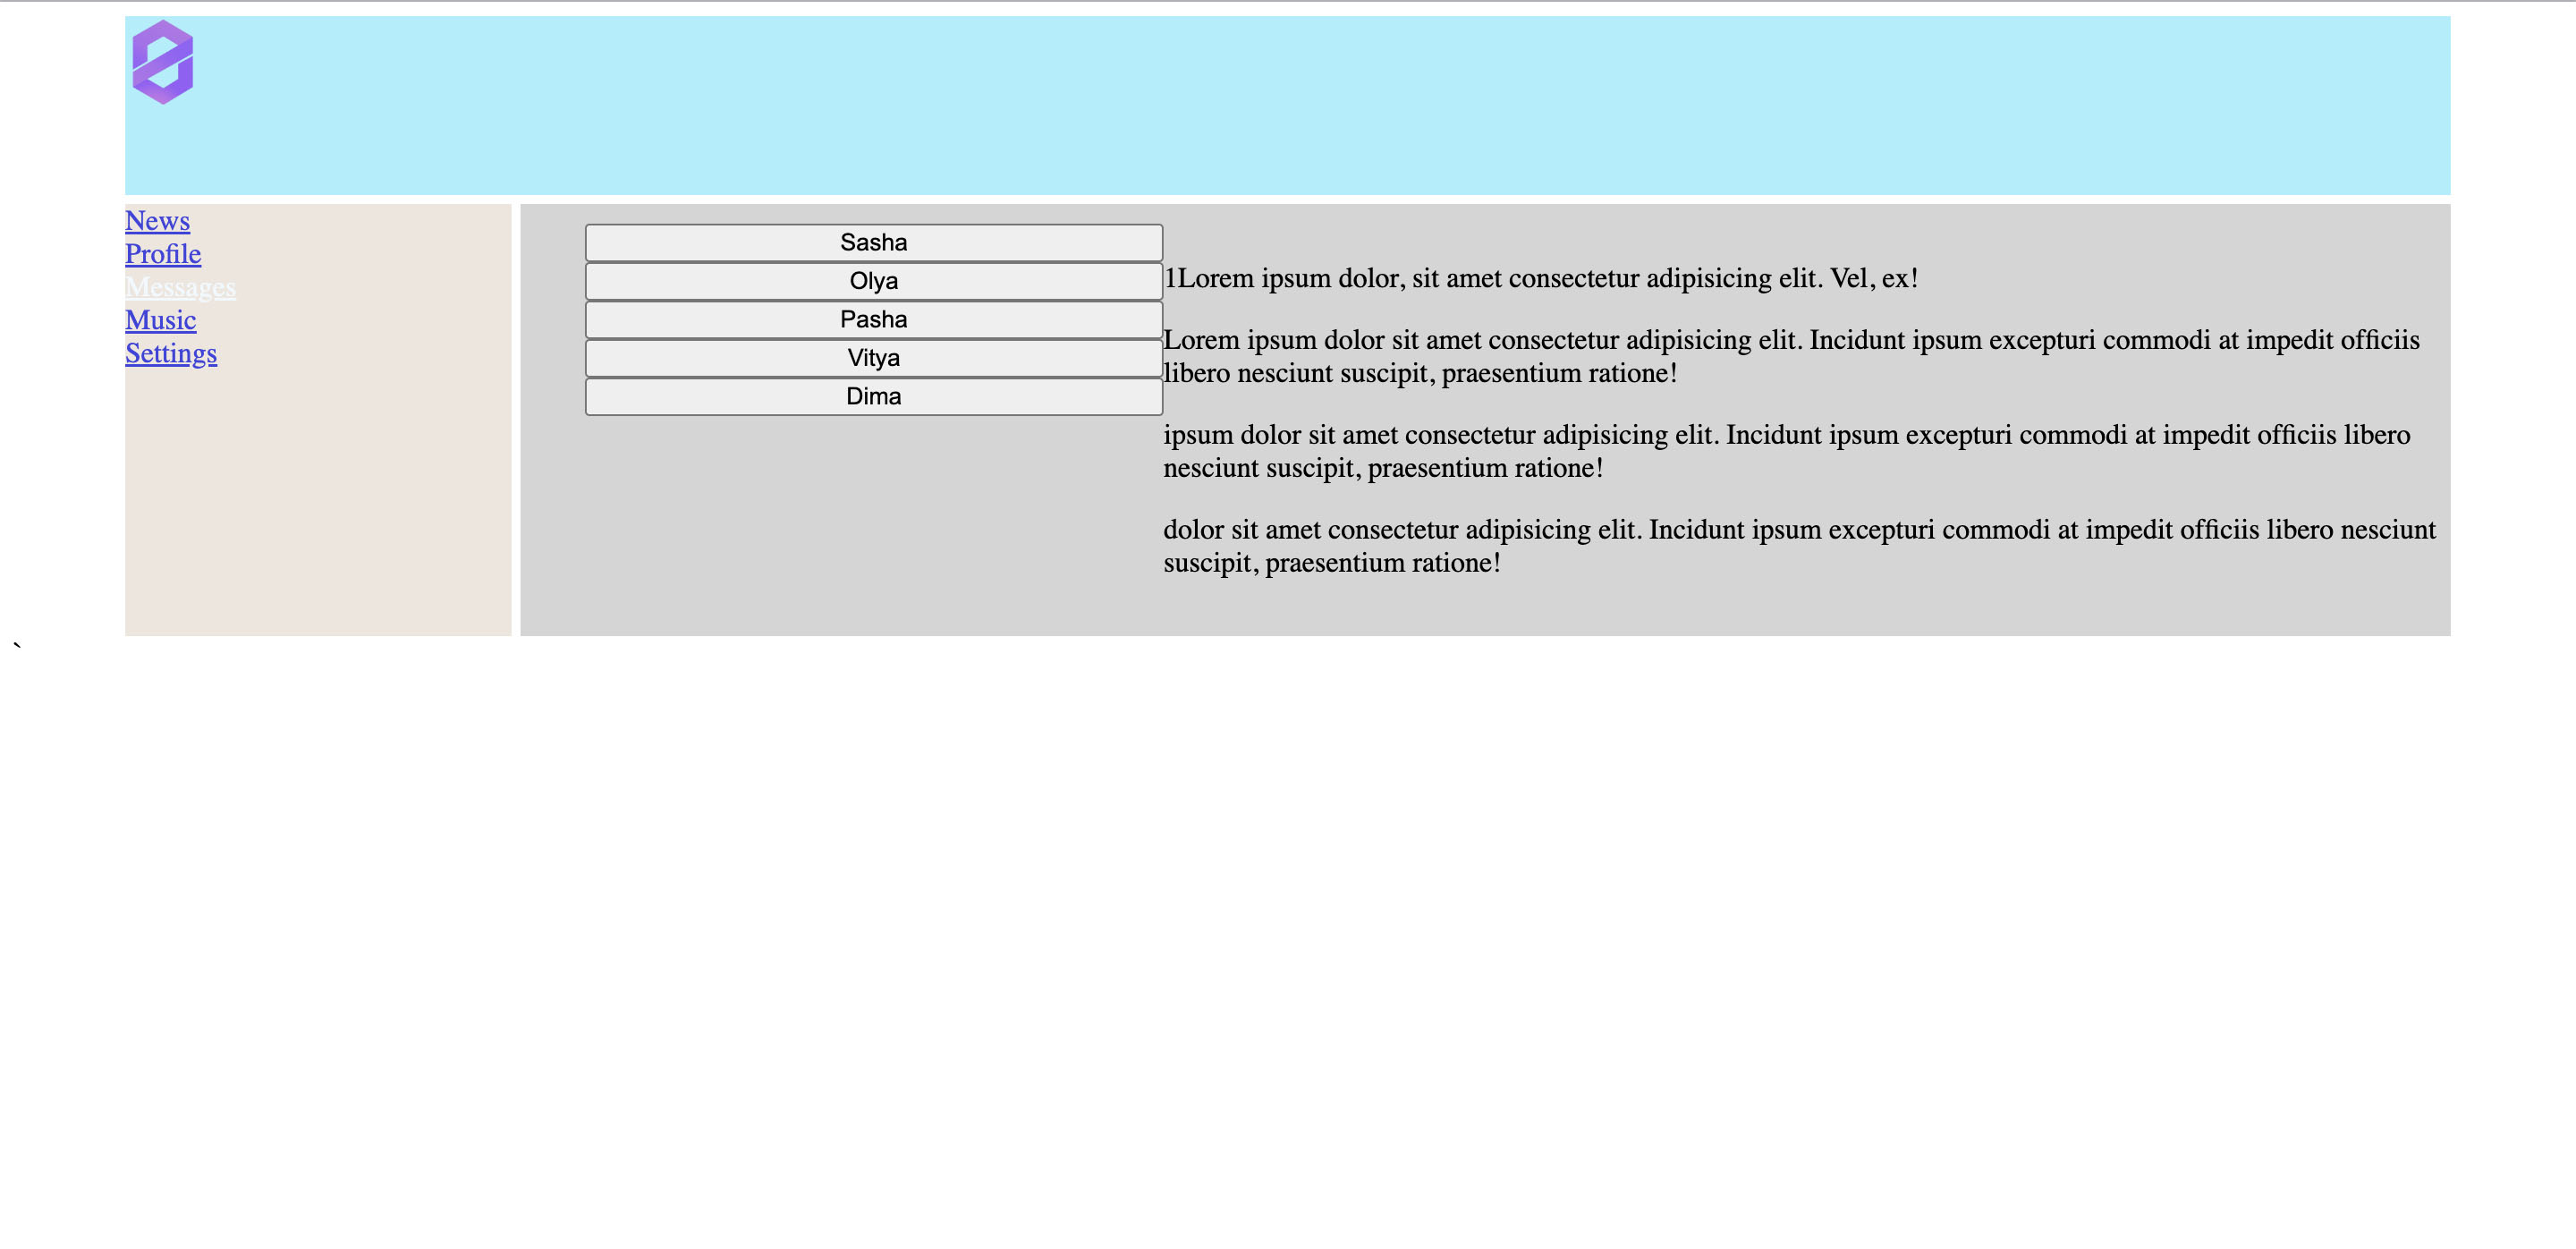 News
Profile
Messages
Music
Settings
Sasha
Olya
Pasha
Vitya
Dima
1Lorem ipsum dolor, sit amet consectetur adipisicing elit. Vel, ex!
Lorem ipsum dolor sit amet consectetur adipisicing elit. Incidunt ipsum excepturi commodi at impedit officiis
libero nesciunt suscipit, praesentium ratione!
ipsum dolor sit amet consectetur adipisicing elit. Incidunt ipsum excepturi commodi at impedit officiis libero
nesciunt suscipit, praesentium ratione!
dolor sit amet consectetur adipisicing elit. Incidunt ipsum excepturi commodi at impedit officiis libero nesciunt
suscipit, praesentium ratione!
`